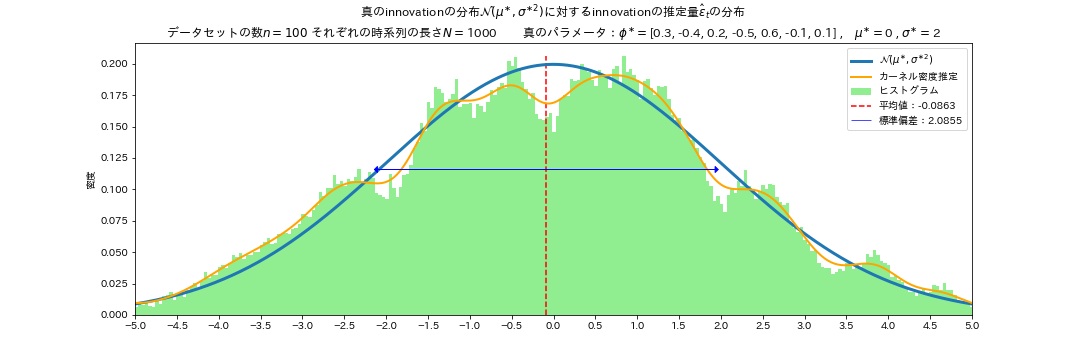 真のinnovationの分布𝒩(μ*, σ*²)に対するinnovationの推定量ε̂ₜの分布
データセットの数n = 100 それぞれの時系列の長さN = 1000 真のパラメータ：ϕ* = [0.3, -0.4, 0.2, -0.5, 0.6, -0.1, 0.1] , μ* = 0 , σ* = 2
𝒩(μ*, σ*²)
カーネル密度推定
ヒストグラム
平均値：-0.0863
標準偏差：2.0855
密度
0.200
0.175
0.150
0.125
0.100
0.075
0.050
0.025
0.000
−5.0 −4.5 −4.0 −3.5 −3.0 −2.5 −2.0 −1.5 −1.0 −0.5 0.0 0.5 1.0 1.5 2.0 2.5 3.0 3.5 4.0 4.5 5.0